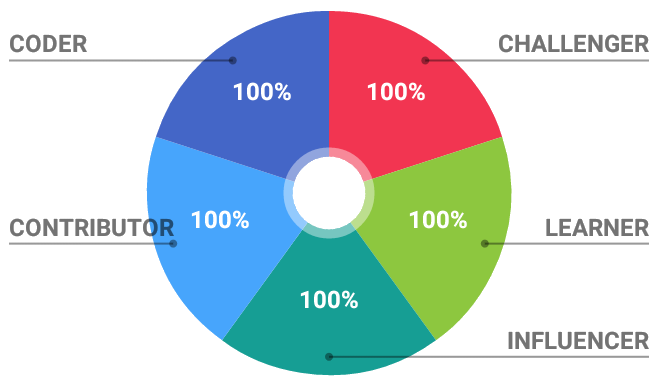 CODER
CHALLENGER
100%
100%
CONTRIBUTOR
100%
100%
LEARNER
100%
INFLUENCER